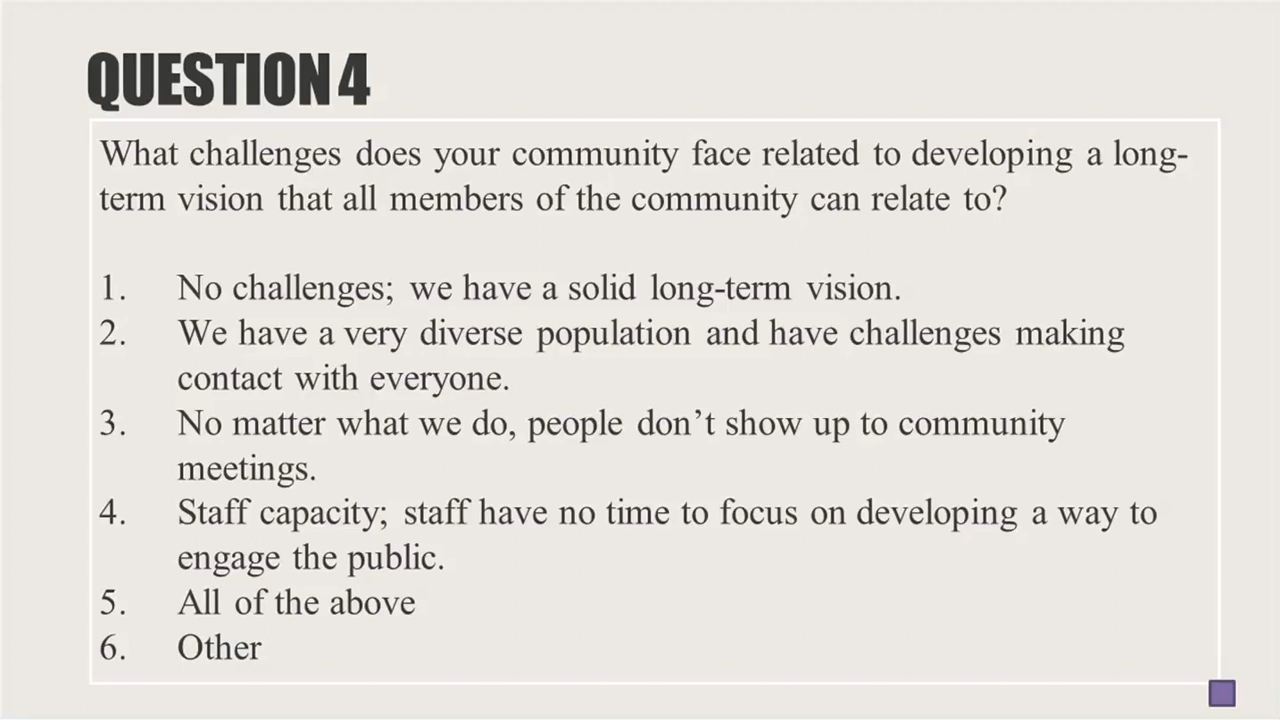 QUESTION 4
What challenges does your community face related to developing a long-
term vision that all members of the community can relate to?
1. No challenges; we have a solid long-term vision.
2. We have a very diverse population and have challenges making
contact with everyone.
3. No matter what we do, people don’t show up to community
meetings.
4. Staff capacity; staff have no time to focus on developing a way to
engage the public.
5. All of the above
6. Other